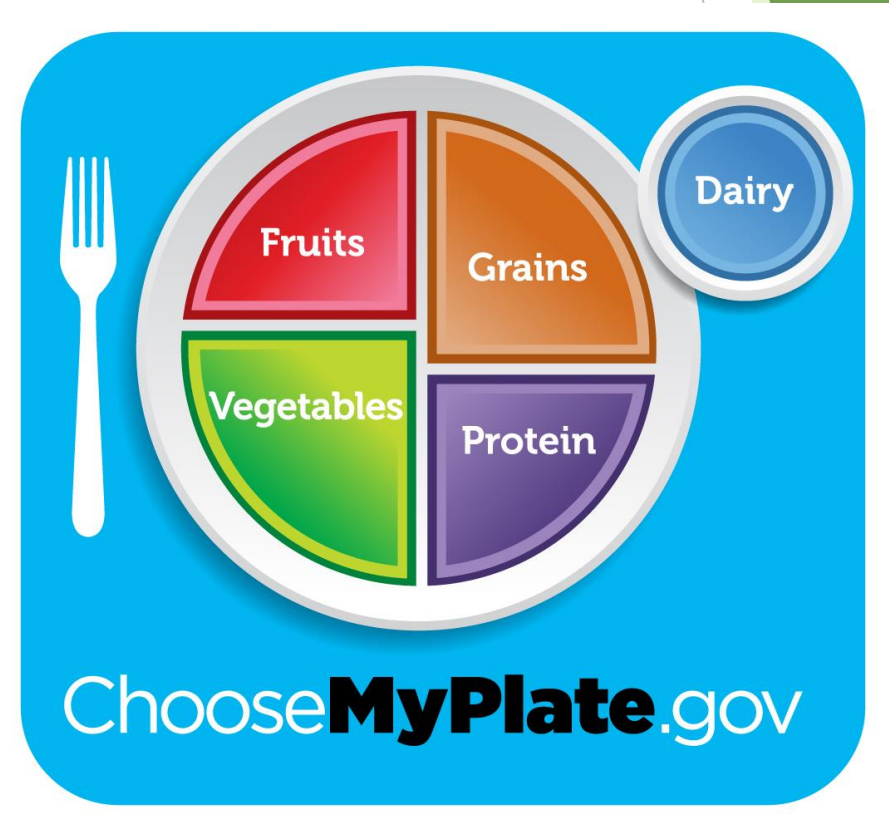 Fruits
Grains
Dairy
Vegetables
Protein
ChooseMyPlate.gov